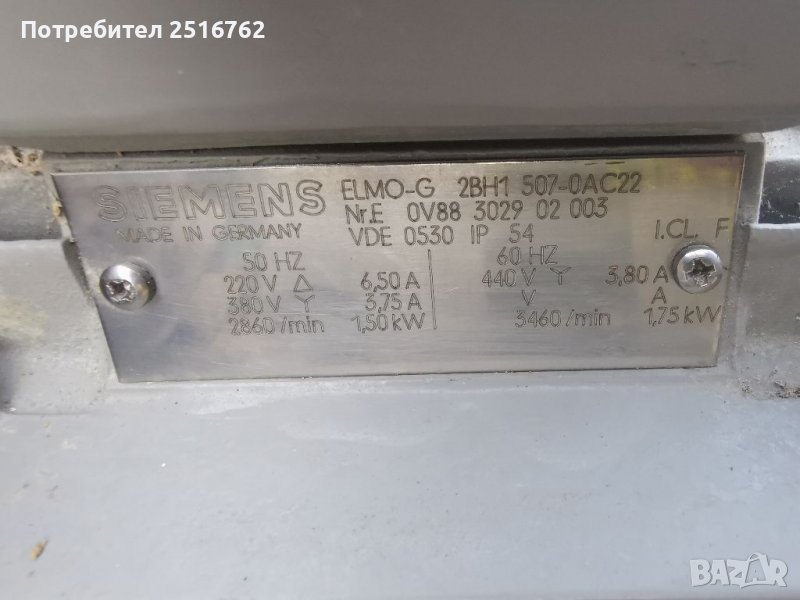 Потребител 2516762
SIEMENS ELMO-G 2BH1 507-0AC22
Nr.E 0V88 3029 02 003
MADE IN GERMANY VDE 0530 IP 54 I.CL. F
50 HZ 60 HZ
220 V Δ 6,50 A 440 V Y 3,80 A
380 V Y 3,75 A V A
2860/min 1,50 kW 3460/min 1,75 kW
BAZAR